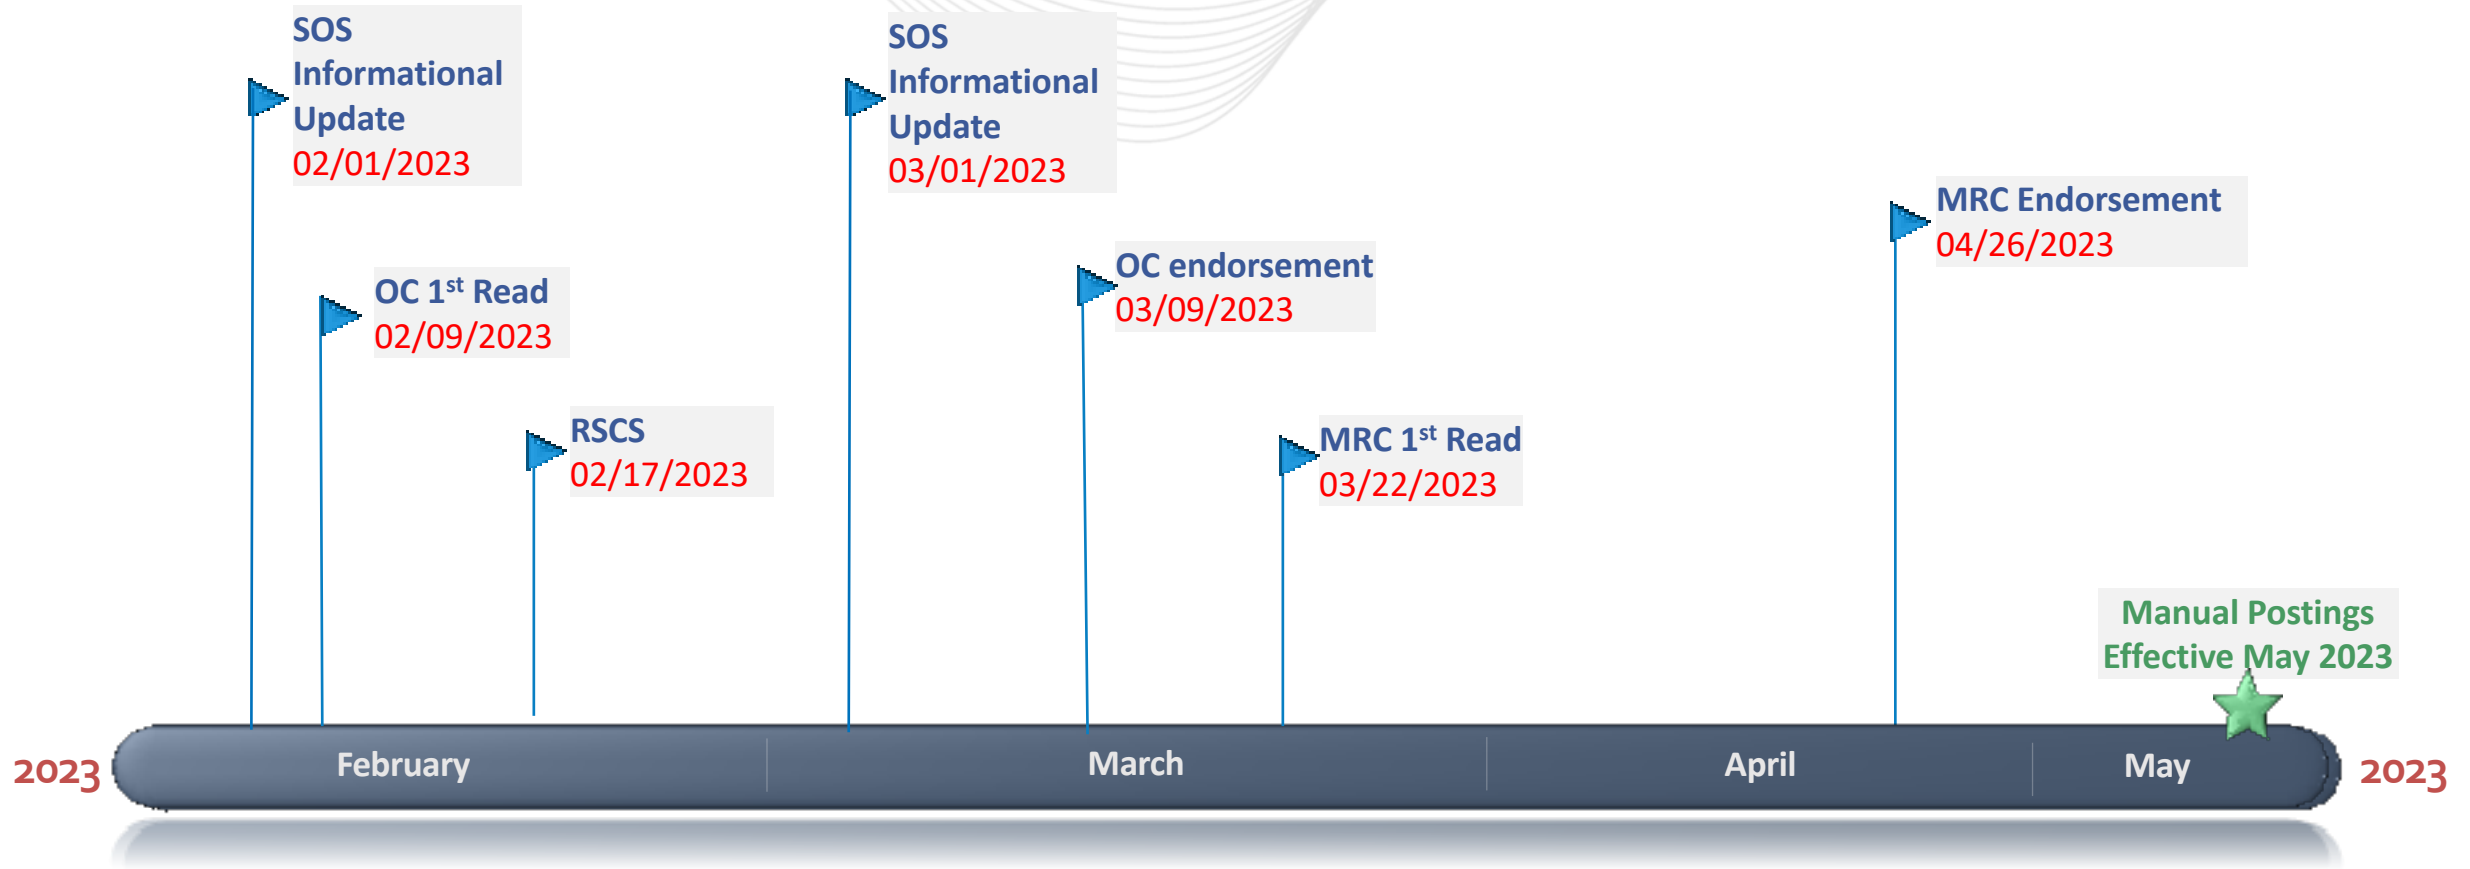 SOS
Informational
Update
02/01/2023
OC 1st Read
02/09/2023
RSCS
02/17/2023
SOS
Informational
Update
03/01/2023
OC endorsement
03/09/2023
MRC 1st Read
03/22/2023
MRC Endorsement
04/26/2023
Manual Postings
Effective May 2023
2023
February
March
April
May
2023